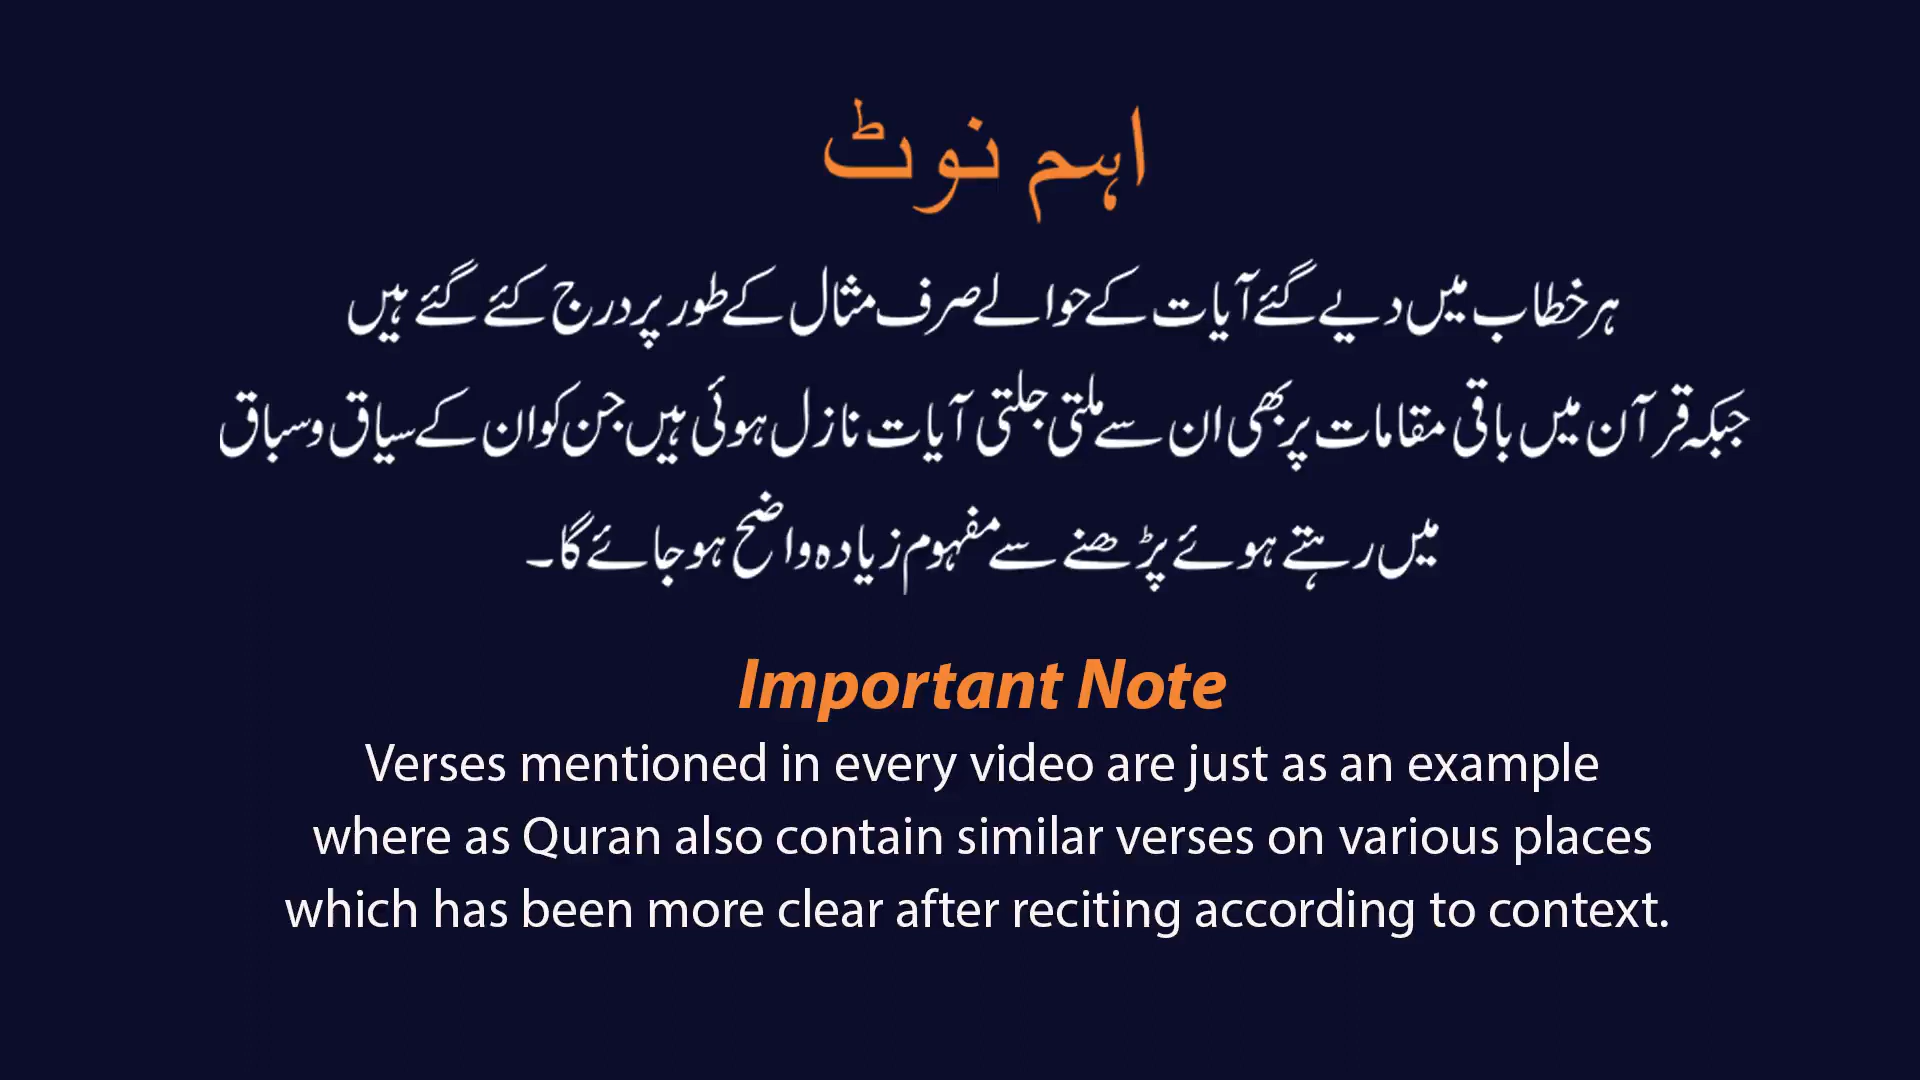 اہم نوٹ
ہر خطاب میں دیے گئے آیات کے حوالے صرف مثال کے طور پر درج کئے گئے ہیں
جبکہ قرآن میں باقی مقامات پر بھی ان سے ملتی جلتی آیات نازل ہوئی ہیں جن کو ان کے سیاق و سباق
میں رہتے ہوئے پڑھنے سے مفہوم زیادہ واضح ہو جائے گا۔
Important Note
Verses mentioned in every video are just as an example
where as Quran also contain similar verses on various places
which has been more clear after reciting according to context.